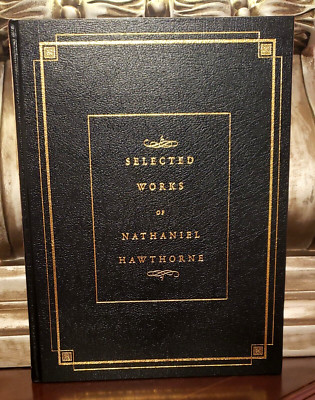 SELECTED
WORKS
OF
NATHANIEL
HAWTHORNE